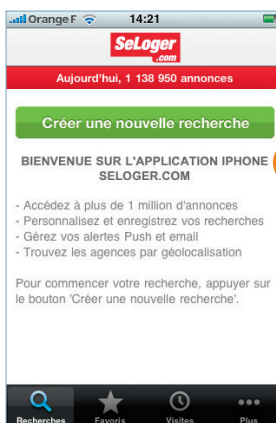 Orange F 14:21
SeLoger
.com
Aujourd'hui, 1 138 950 annonces
Créer une nouvelle recherche
BIENVENUE SUR L'APPLICATION IPHONE
SELOGER.COM
- Accédez à plus de 1 million d'annonces
- Personnalisez et enregistrez vos recherches
- Gérez vos alertes Push et email
- Trouvez les agences par géolocalisation
Pour commencer votre recherche, appuyer sur
le bouton 'Créer une nouvelle recherche'.
Recherches Favoris Visites Plus